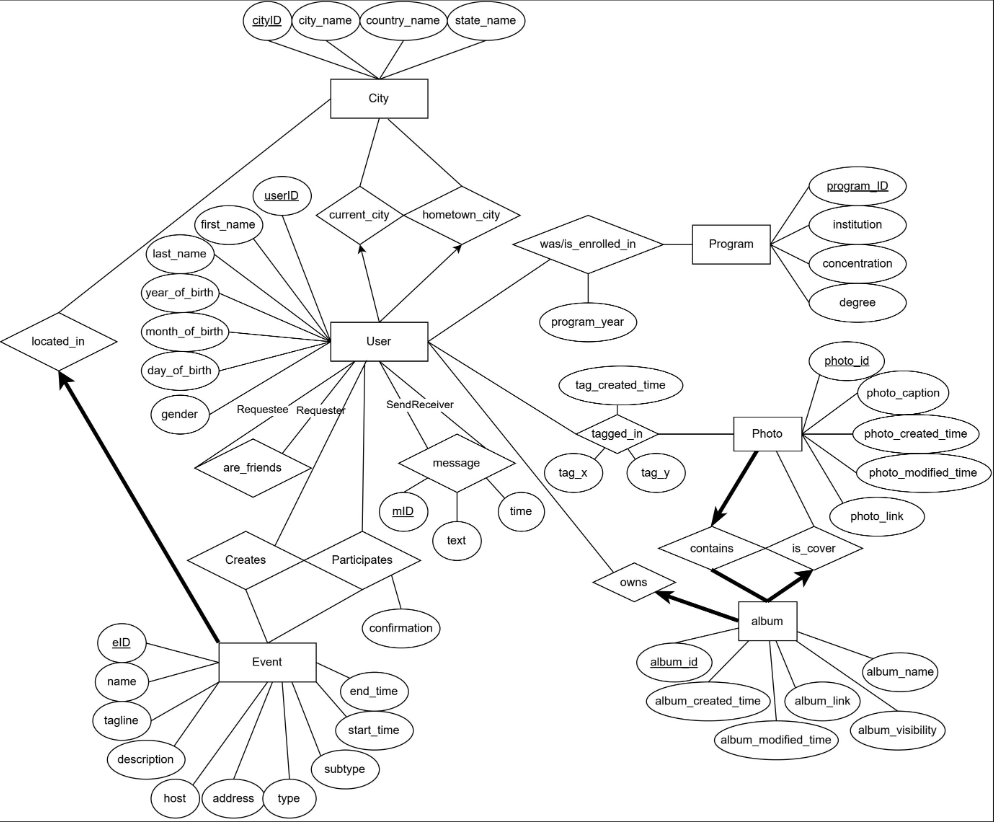 cityID
city_name
country_name
state_name
City
userID
first_name
last_name
year_of_birth
month_of_birth
day_of_birth
gender
current_city
hometown_city
was/is_enrolled_in
program_year
Program
program_ID
institution
concentration
degree
located_in
User
Requestee
Requester
SendReceiver
are_friends
message
mID
text
time
tag_created_time
tagged_in
tag_x
tag_y
Photo
photo_id
photo_caption
photo_created_time
photo_modified_time
photo_link
contains
is_cover
Creates
Participates
confirmation
owns
album
album_id
album_created_time
album_modified_time
album_link
album_visibility
album_name
Event
eID
name
tagline
description
host
address
type
subtype
start_time
end_time